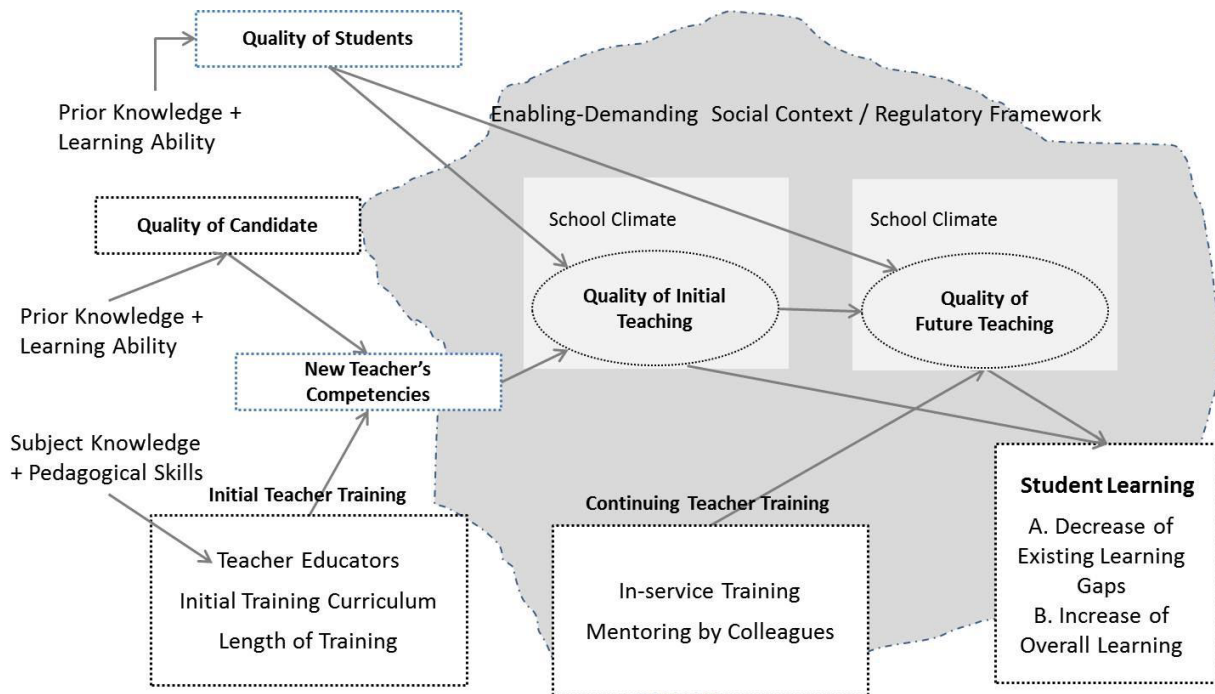 Quality of Students
Prior Knowledge +
Learning Ability
Enabling-Demanding Social Context / Regulatory Framework
Quality of Candidate
School Climate
School Climate
Prior Knowledge +
Learning Ability
Quality of Initial
Teaching
Quality of
Future Teaching
New Teacher's
Competencies
Subject Knowledge
+ Pedagogical Skills
Initial Teacher Training
Teacher Educators
Initial Training Curriculum
Length of Training
Continuing Teacher Training
In-service Training
Mentoring by Colleagues
Student Learning
A. Decrease of
Existing Learning
Gaps
B. Increase of
Overall Learning